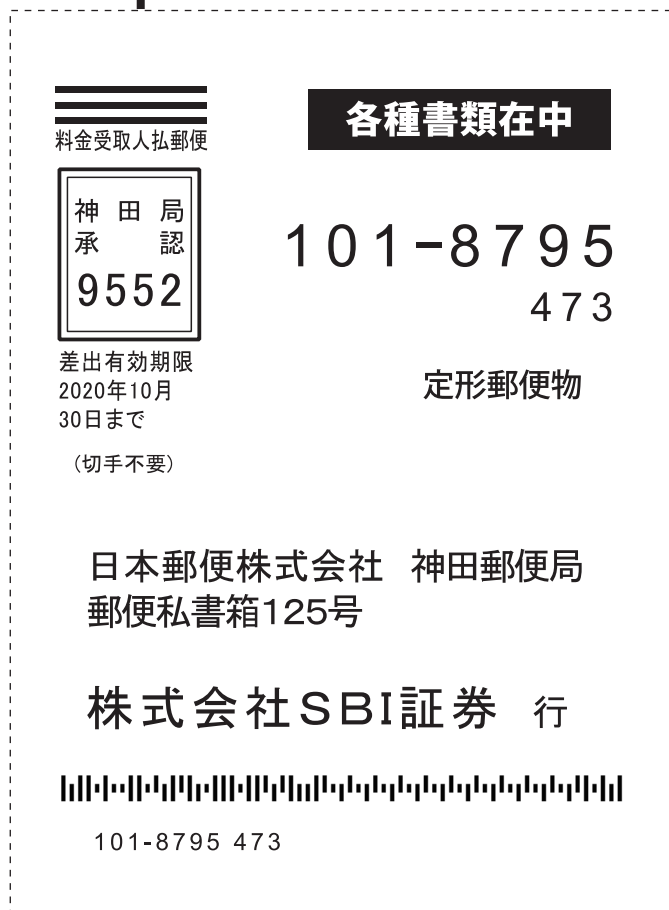 料金受取人払郵便
各種書類在中
神田局
承認
9552
101-8795
473
差出有効期限
2020年10月
30日まで
定形郵便物
（切手不要）
日本郵便株式会社　神田郵便局
郵便私書箱125号
株式会社SBI証券　行
101-8795 473